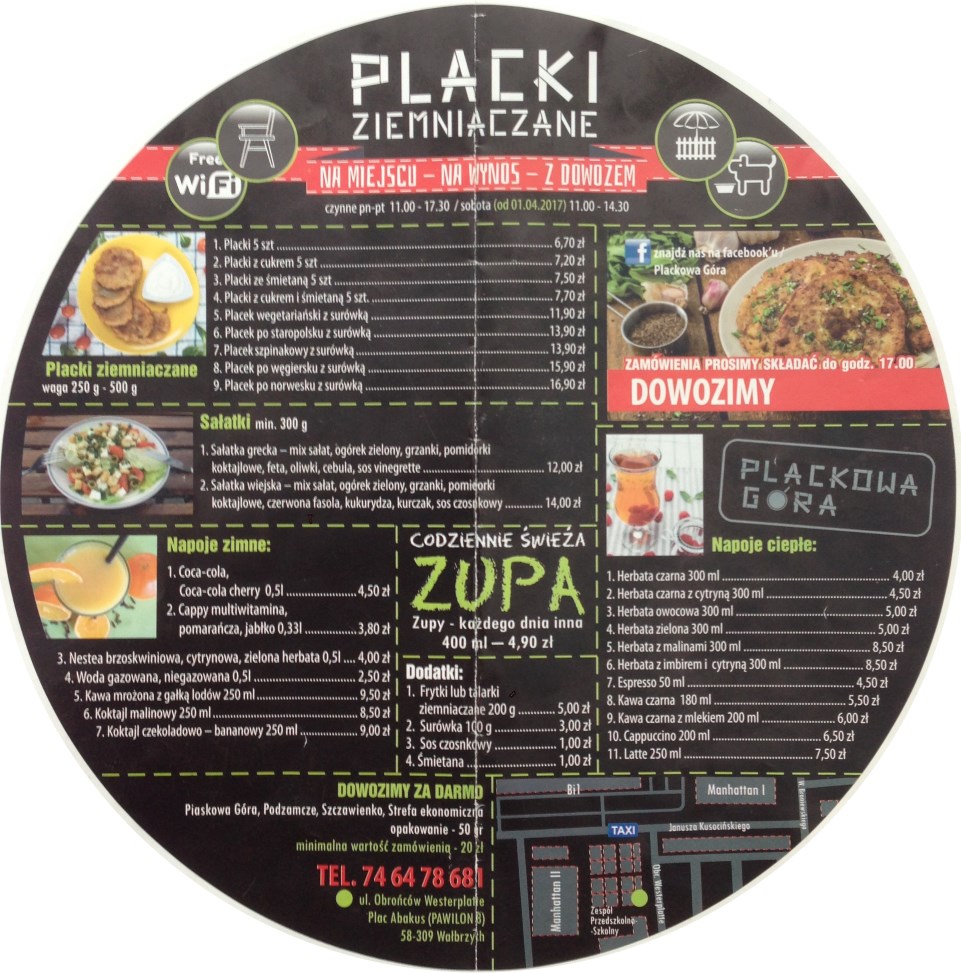 PLACKI
ZIEMNIACZANE
Free
WiFi
NA MIEJSCU – NA WYNOS – Z DOWOZEM
czynne pn-pt 11.00 - 17.30 / sobota (od 01.04.2017) 11.00 - 14.30
1. Placki 5 szt ... 6,70 zł
2. Placki z cukrem 5 szt ... 7,20 zł
3. Placki ze śmietaną 5 szt ... 7,50 zł
4. Placki z cukrem i śmietaną 5 szt. ... 7,70 zł
5. Placek wegetariański z surówką ... 11,90 zł
6. Placek po staropolsku z surówką ... 13,90 zł
7. Placek szpinakowy z surówką ... 13,90 zł
8. Placek po węgiersku z surówką ... 15,90 zł
9. Placek po norwesku z surówką ... 16,90 zł
Placki ziemniaczane
waga 250 g - 500 g
f znajdź nas na facebook'u /
Plackowa Góra
ZAMÓWIENIA PROSIMY SKŁADAĆ do godz. 17.00
DOWOZIMY
Sałatki min. 300 g
1. Sałatka grecka – mix sałat, ogórek zielony, grzanki, pomidorki
koktajlowe, feta, oliwki, cebula, sos vinegrette ... 12,00 zł
2. Sałatka wiejska – mix sałat, ogórek zielony, grzanki, pomidorki
koktajlowe, czerwona fasola, kukurydza, kurczak, sos czosnkowy ... 14,00 zł
PLACKOWA
GÓRA
Napoje zimne:
1. Coca-cola,
Coca-cola cherry 0,5l ... 4,50 zł
2. Cappy multiwitamina,
pomarańcza, jabłko 0,33l ... 3,80 zł
3. Nestea brzoskwiniowa, cytrynowa, zielona herbata 0,5l ... 4,00 zł
4. Woda gazowana, niegazowana 0,5l ... 2,50 zł
5. Kawa mrożona z gałką lodów 250 ml ... 9,50 zł
6. Koktajl malinowy 250 ml ... 8,50 zł
7. Koktajl czekoladowo – bananowy 250 ml ... 9,00 zł
CODZIENNIE ŚWIEŻA
ZUPA
Zupy - każdego dnia inna
400 ml — 4,90 zł
Dodatki:
1. Frytki lub talarki
ziemniaczane 200 g ... 5,00 zł
2. Surówka 100 g ... 3,00 zł
3. Sos czosnkowy ... 1,00 zł
4. Śmietana ... 1,00 zł
Napoje ciepłe:
1. Herbata czarna 300 ml ... 4,00 zł
2. Herbata czarna z cytryną 300 ml ... 4,50 zł
3. Herbata owocowa 300 ml ... 5,00 zł
4. Herbata zielona 300 ml ... 5,00 zł
5. Herbata z malinami 300 ml ... 8,50 zł
6. Herbata z imbirem i cytryną 300 ml ... 8,50 zł
7. Espresso 50 ml ... 4,50 zł
8. Kawa czarna 180 ml ... 5,50 zł
9. Kawa czarna z mlekiem 200 ml ... 6,00 zł
10. Cappuccino 200 ml ... 6,50 zł
11. Latte 250 ml ... 7,50 zł
DOWOZIMY ZA DARMO
Piaskowa Góra, Podzamcze, Szczawienko, Strefa ekonomiczna
opakowanie - 50 gr
minimalna wartość zamówienia - 20 zł
TEL. 74 64 78 681
ul. Obrońców Westerplatte
Plac Abakus (PAWILON 8)
58-309 Wałbrzych
Bł1
Manhattan I
TAXI
Janusza Kusocińskiego
Manhattan II
Obr. Westerplatte
Zespół
Przedszkolno-
-Szkolny